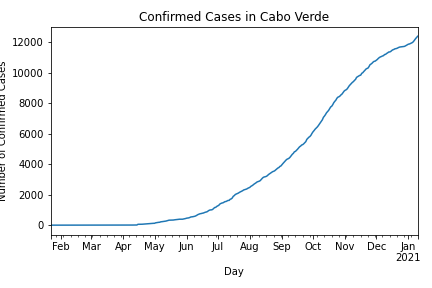 Confirmed Cases in Cabo Verde
12000
10000
8000
6000
4000
2000
0
Number of Confirmed Cases
Feb Mar Apr May Jun Jul Aug Sep Oct Nov Dec Jan
2021
Day